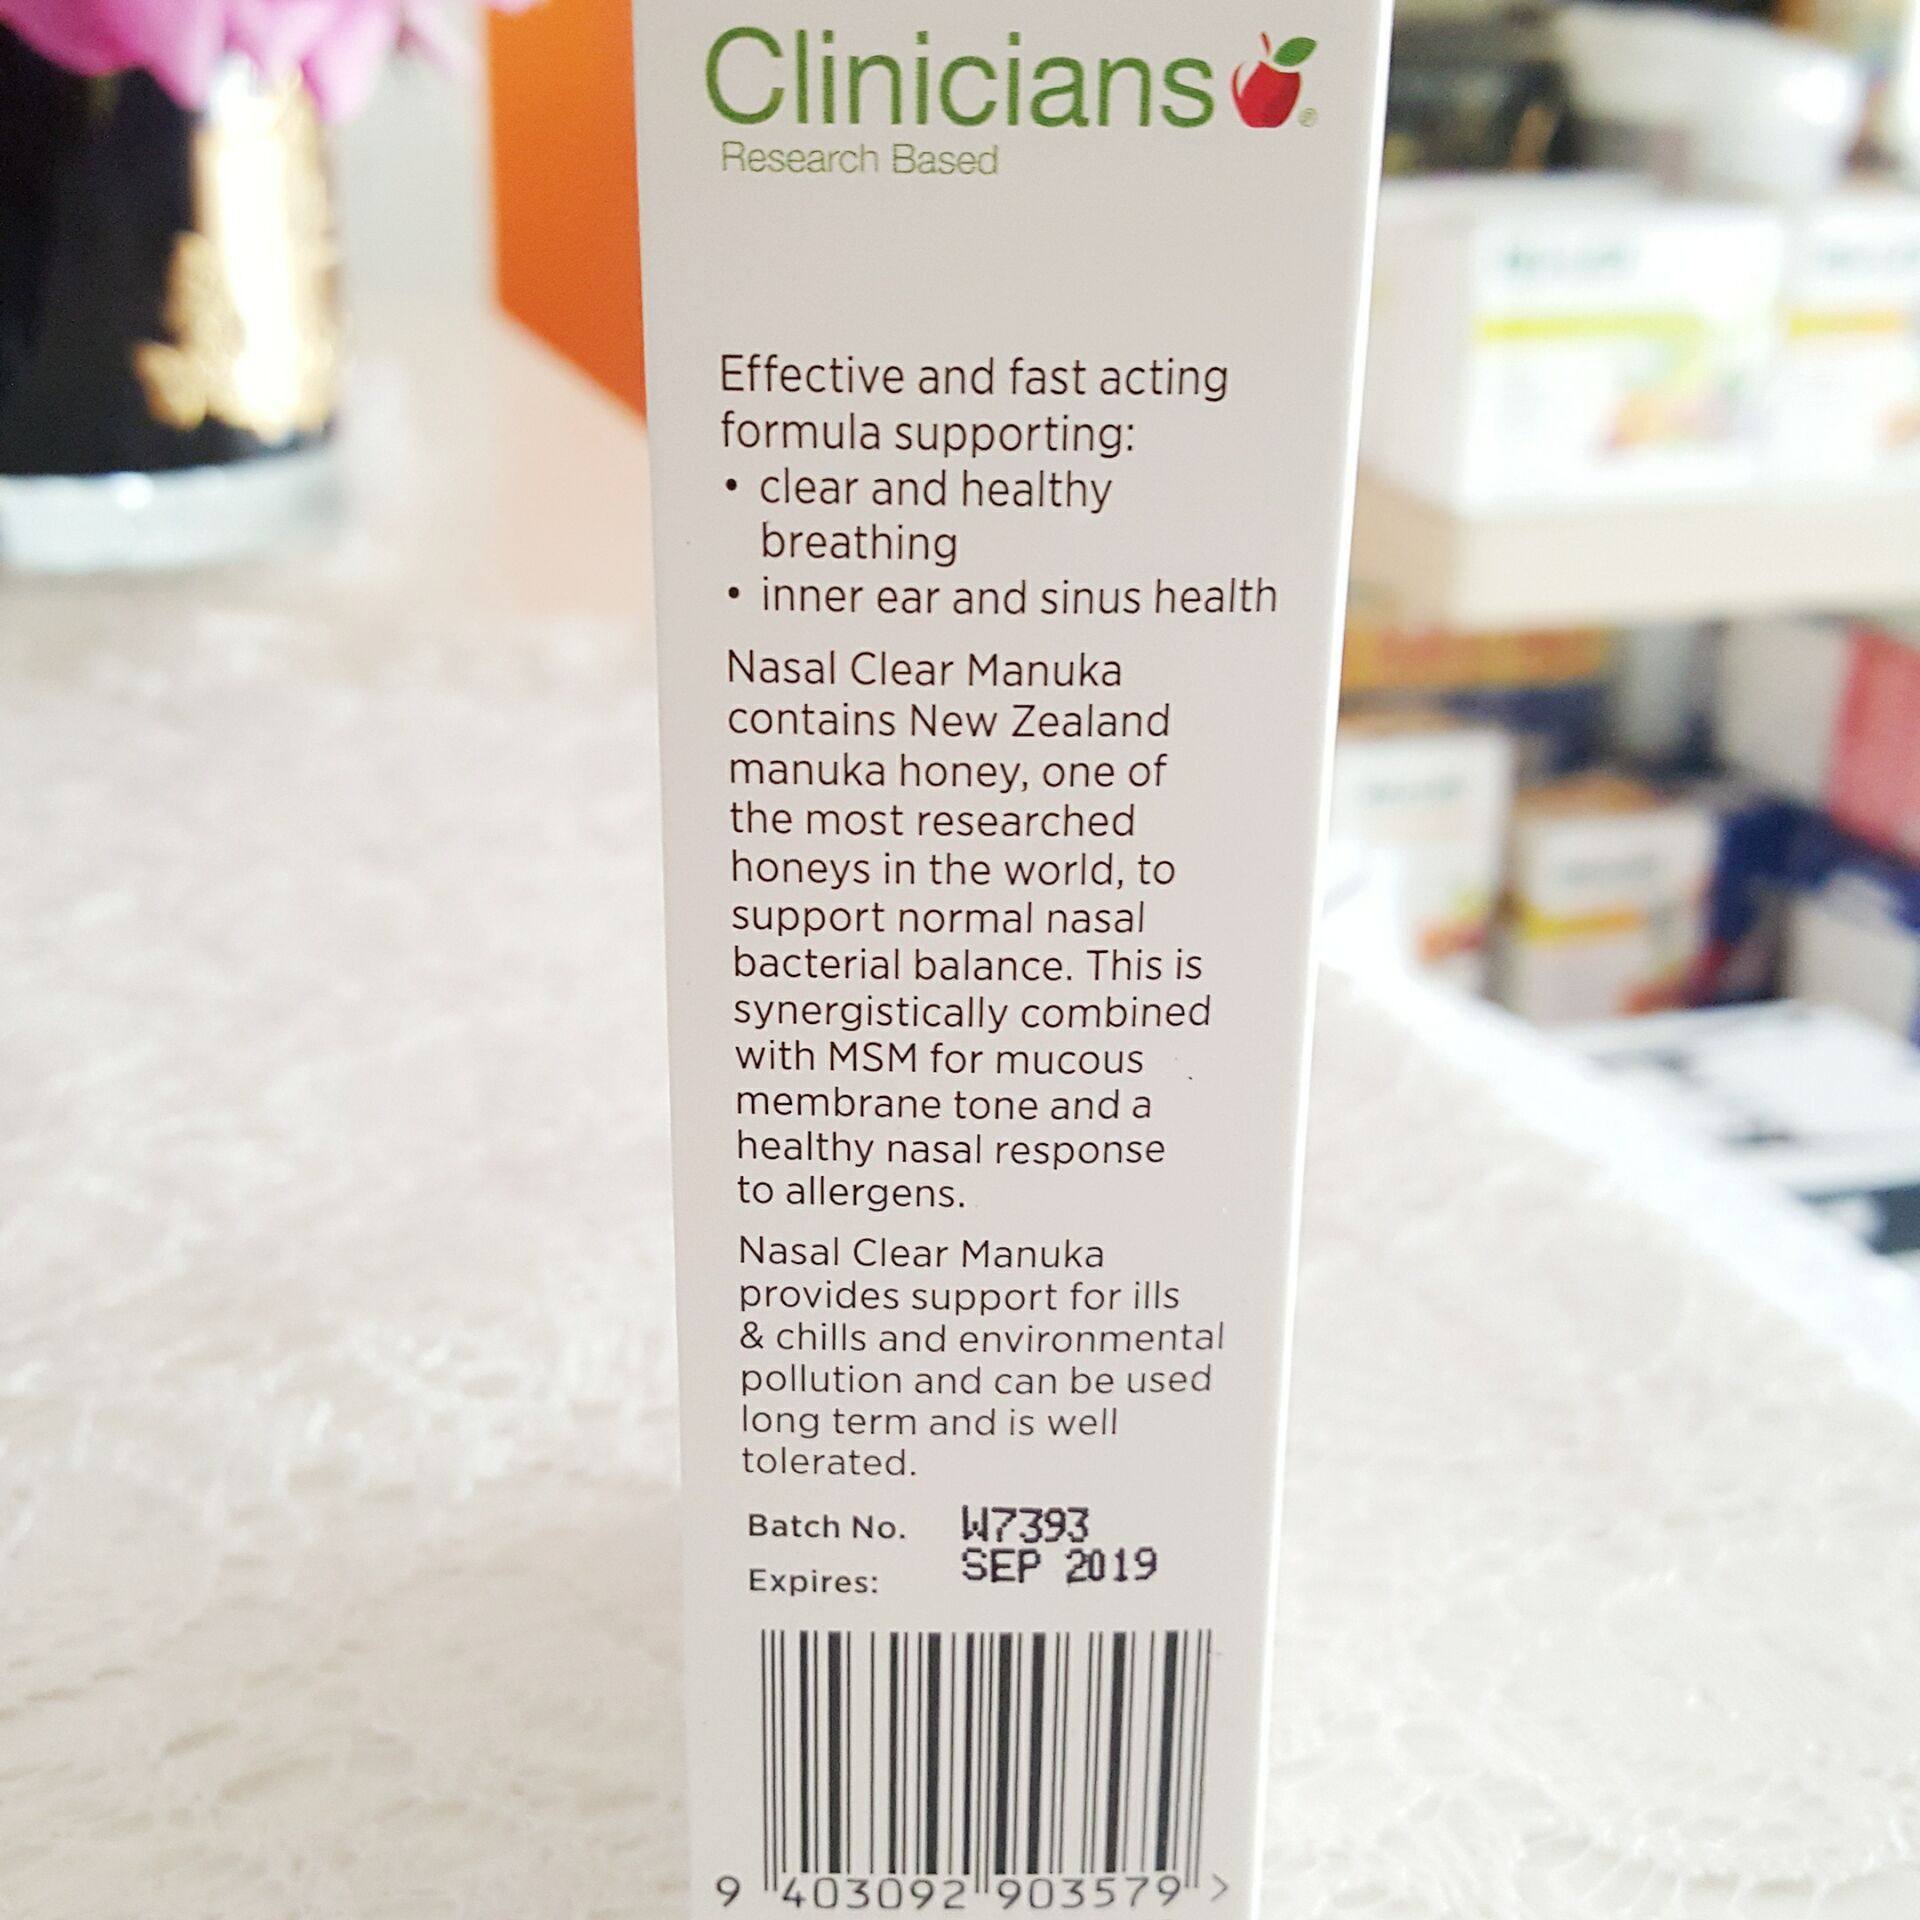 Clinicians
Research Based
Effective and fast acting
formula supporting:
• clear and healthy
breathing
• inner ear and sinus health
Nasal Clear Manuka
contains New Zealand
manuka honey, one of
the most researched
honeys in the world, to
support normal nasal
bacterial balance. This is
synergistically combined
with MSM for mucous
membrane tone and a
healthy nasal response
to allergens.
Nasal Clear Manuka
provides support for ills
& chills and environmental
pollution and can be used
long term and is well
tolerated.
Batch No. W7393
Expires: SEP 2019
9 403092 903579 >